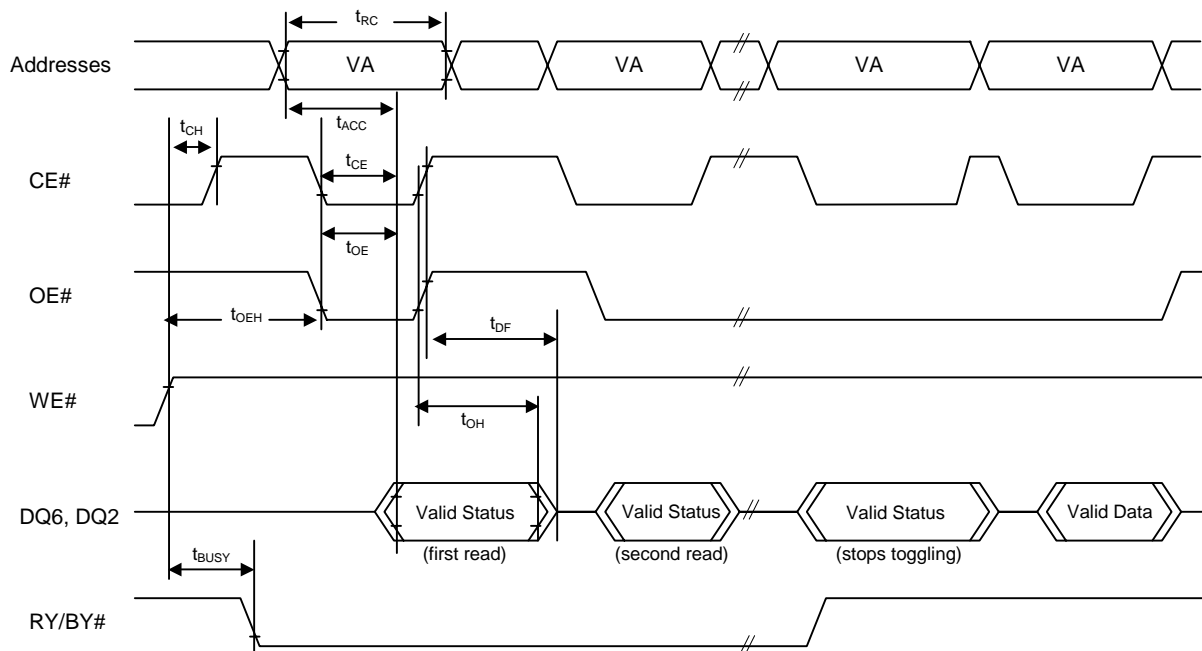 tRC
Addresses VA VA VA VA
tACC
tCH
tCE
CE#
tOE
OE#
tOEH
tDF
WE#
tOH
DQ6, DQ2 Valid Status Valid Status Valid Status Valid Data
(first read) (second read) (stops toggling)
tBUSY
RY/BY#